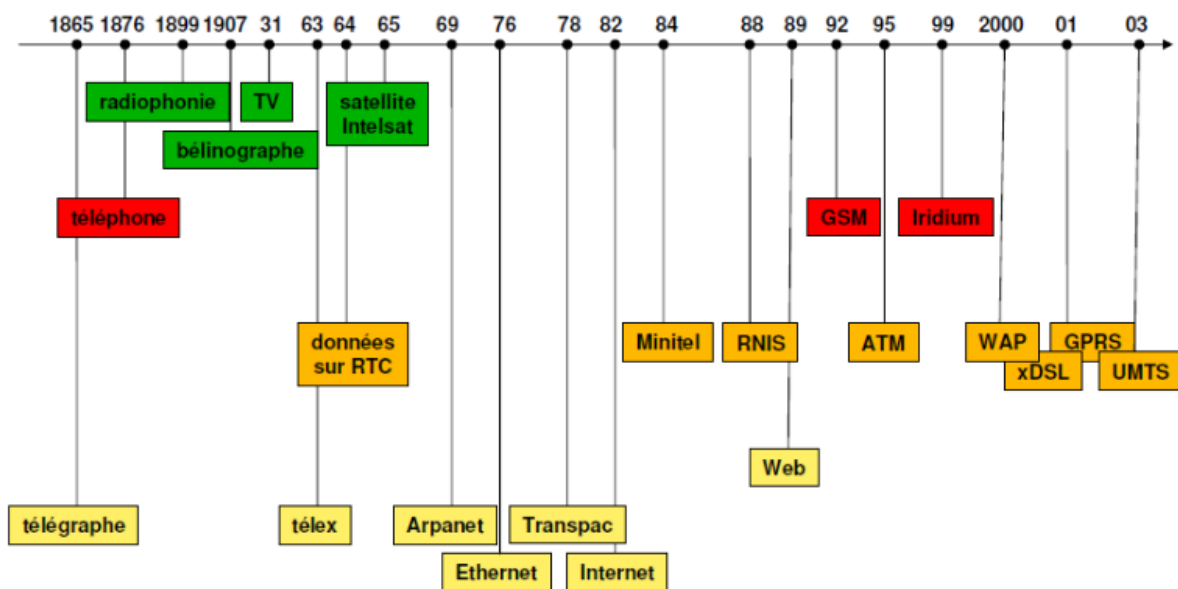 1865 1876 1899 1907 31 63 64 65 69 76 78 82 84 88 89 92 95 99 2000 01 03
radiophonie
TV
satellite
Intelsat
bélinographe
téléphone
GSM
Iridium
données
sur RTC
Minitel
RNIS
ATM
WAP
GPRS
xDSL
UMTS
Web
télégraphe
télex
Arpanet
Transpac
Ethernet
Internet